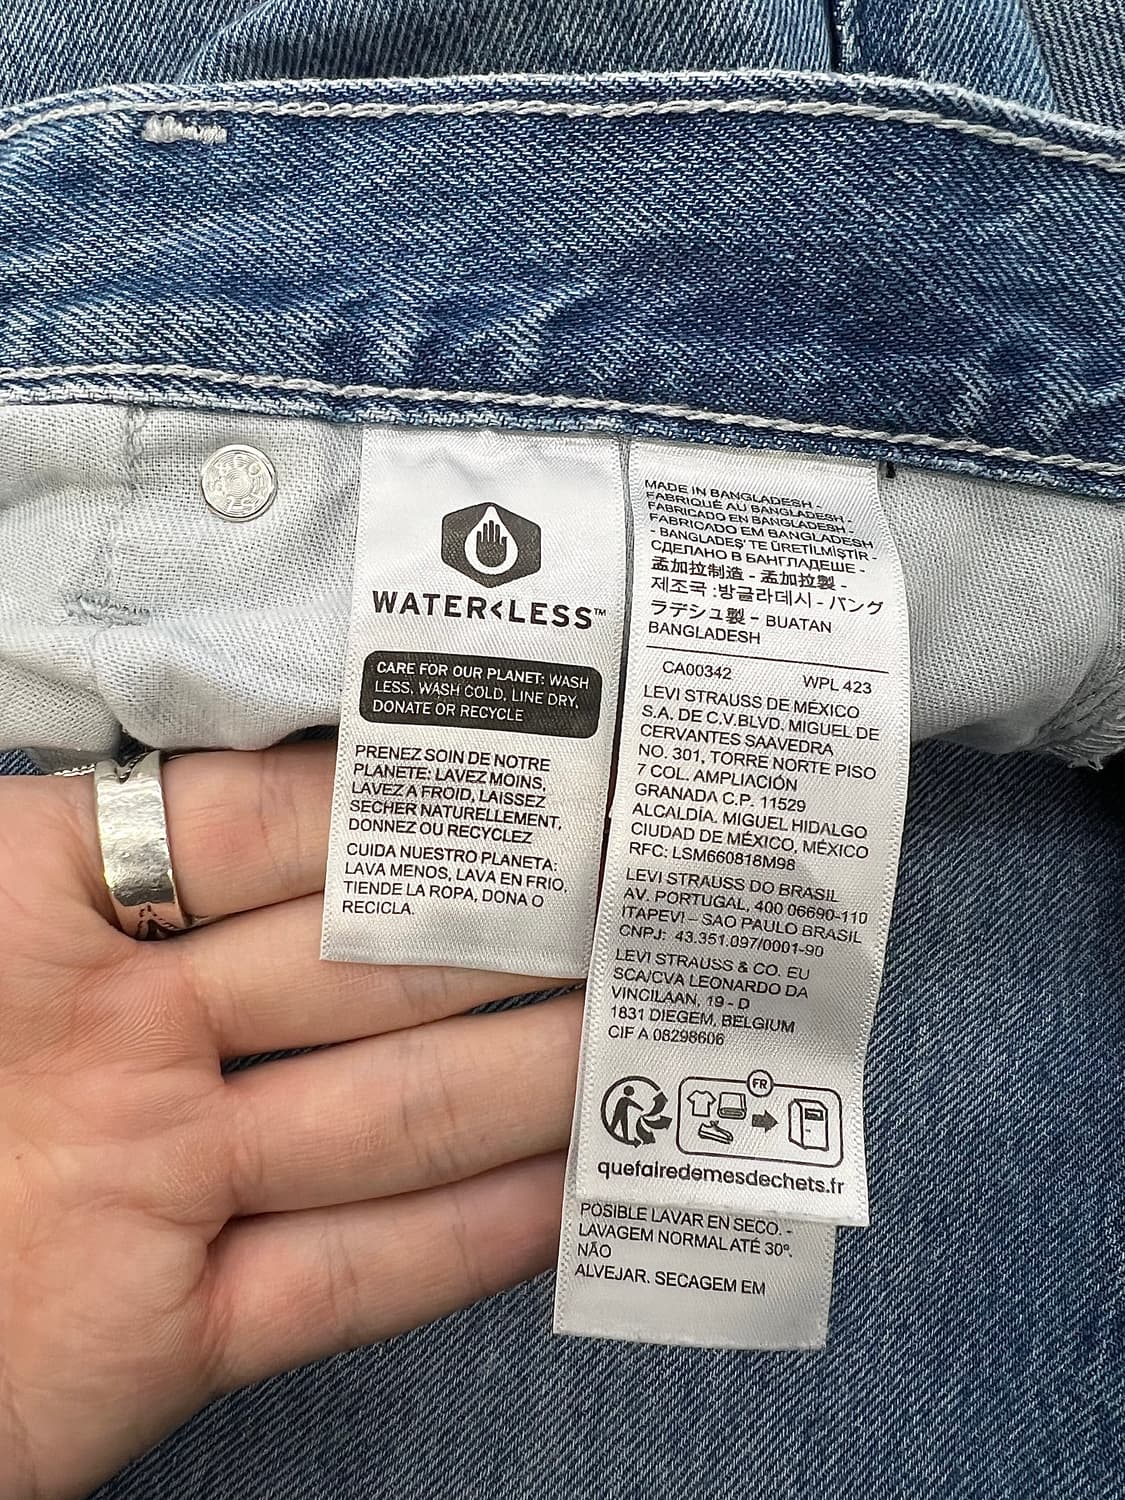 WATER<LESS™
CARE FOR OUR PLANET: WASH
LESS, WASH COLD, LINE DRY,
DONATE OR RECYCLE
PRENEZ SOIN DE NOTRE
PLANETE: LAVEZ MOINS,
LAVEZ A FROID, LAISSEZ
SECHER NATURELLEMENT,
DONNEZ OU RECYCLEZ
CUIDA NUESTRO PLANETA:
LAVA MENOS, LAVA EN FRIO,
TIENDE LA ROPA, DONA O
RECICLA.
MADE IN BANGLADESH -
FABRIQUÉ AU BANGLADESH -
FABRICADO EN BANGLADESH -
FABRICADO EM BANGLADESH
- BANGLADEŞ' TE ÜRETİLMİŞTİR -
СДЕЛАНО В БАНГЛАДЕШЕ -
孟加拉制造 - 孟加拉製 -
제조국 :방글라데시 - バング
ラデシュ製 - BUATAN
BANGLADESH
CA00342 WPL 423
LEVI STRAUSS DE MÉXICO
S.A. DE C.V.BLVD. MIGUEL DE
CERVANTES SAAVEDRA
NO. 301, TORRE NORTE PISO
7 COL. AMPLIACIÓN
GRANADA C.P. 11529
ALCALDÍA. MIGUEL HIDALGO
CIUDAD DE MÉXICO, MÉXICO
RFC: LSM660818M98
LEVI STRAUSS DO BRASIL
AV. PORTUGAL, 400 06690-110
ITAPEVI – SAO PAULO BRASIL
CNPJ: 43.351.097/0001-90
LEVI STRAUSS & CO. EU
SCA/CVA LEONARDO DA
VINCILAAN, 19 - D
1831 DIEGEM, BELGIUM
CIF A 08298606
FR
quefairedemesdechets.fr
POSIBLE LAVAR EN SECO. -
LAVAGEM NORMAL ATÉ 30º.
NÃO
ALVEJAR. SECAGEM EM